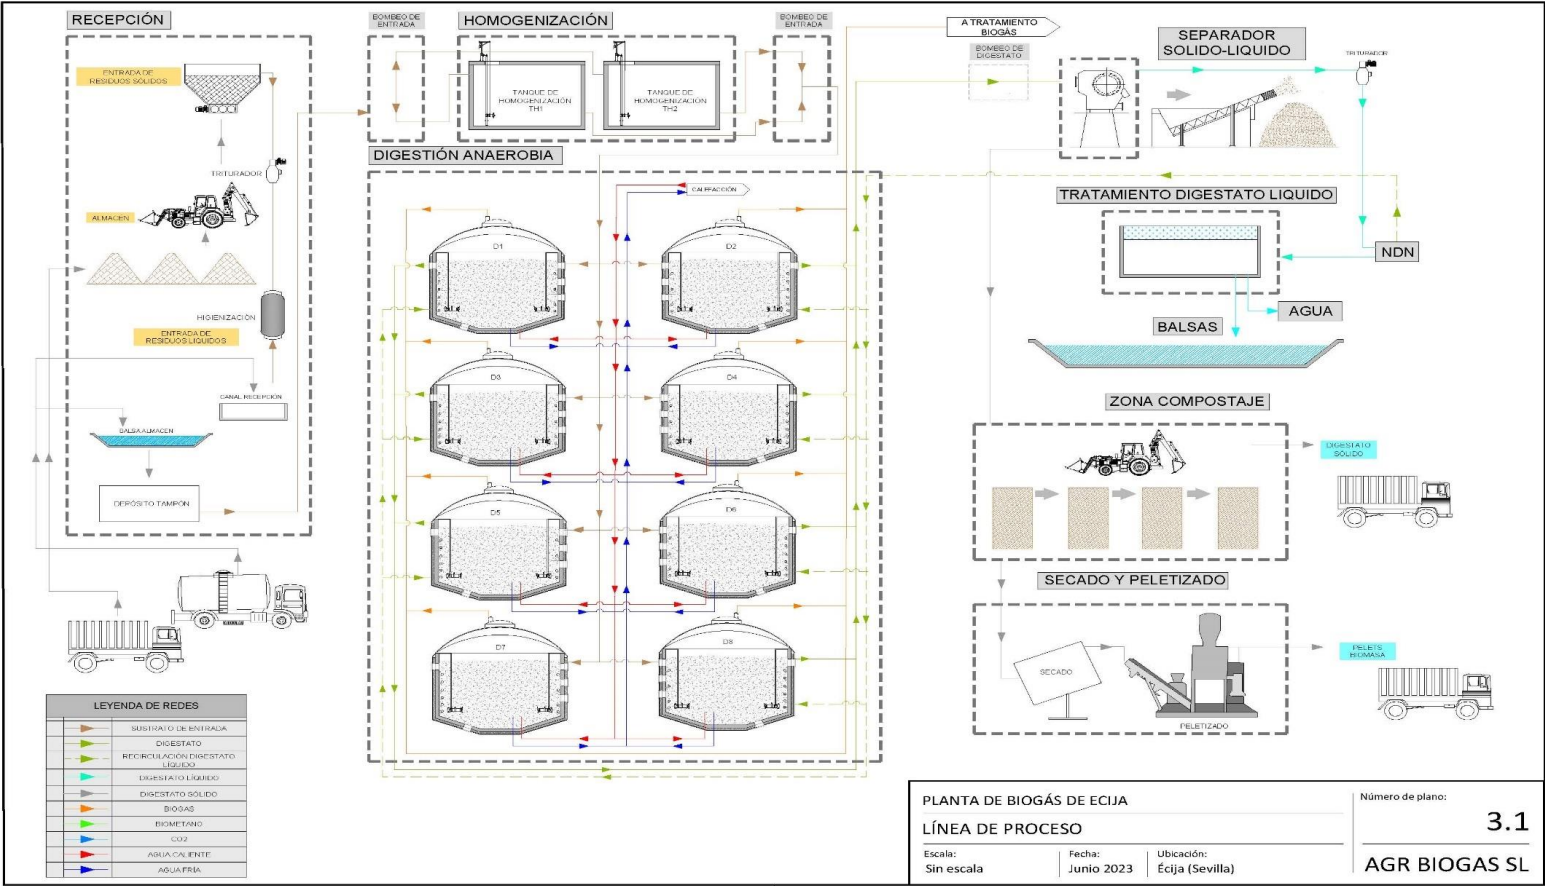 RECEPCIÓN
ENTRADA DE
RESIDUOS SÓLIDOS
TRITURADOR
ALMACEN
HIGIENIZACIÓN
ENTRADA DE
RESIDUOS LIQUIDOS
CANAL RECEPCIÓN
BALSA ALMACEN
DEPÓSITO TAMPÓN
BOMBEO DE
ENTRADA
HOMOGENIZACIÓN
TANQUE DE
HOMOGENIZACIÓN
TH1
TANQUE DE
HOMOGENIZACIÓN
TH2
BOMBEO DE
ENTRADA
DIGESTIÓN ANAEROBIA
CALEFACCIÓN
D1
D2
D3
D4
D5
D6
D7
D8
A TRATAMIENTO
BIOGÁS
BOMBEO DE
DIGESTATO
SEPARADOR
SOLIDO-LIQUIDO
TRITURADOR
TRATAMIENTO DIGESTATO LIQUIDO
NDN
AGUA
BALSAS
ZONA COMPOSTAJE
DIGESTATO
SÓLIDO
SECADO Y PELETIZADO
SECADO
PELETIZADO
PELETS
BIOMASA
LEYENDA DE REDES
SUSTRATO DE ENTRADA
DIGESTATO
RECIRCULACIÓN DIGESTATO
LÍQUIDO
DIGESTATO LÍQUIDO
DIGESTATO SÓLIDO
BIOGAS
BIOMETANO
CO2
AGUA CALIENTE
AGUA FRÍA
PLANTA DE BIOGÁS DE ECIJA
LÍNEA DE PROCESO
Escala:
Sin escala
Fecha:
Junio 2023
Ubicación:
Écija (Sevilla)
Número de plano:
3.1
AGR BIOGAS SL